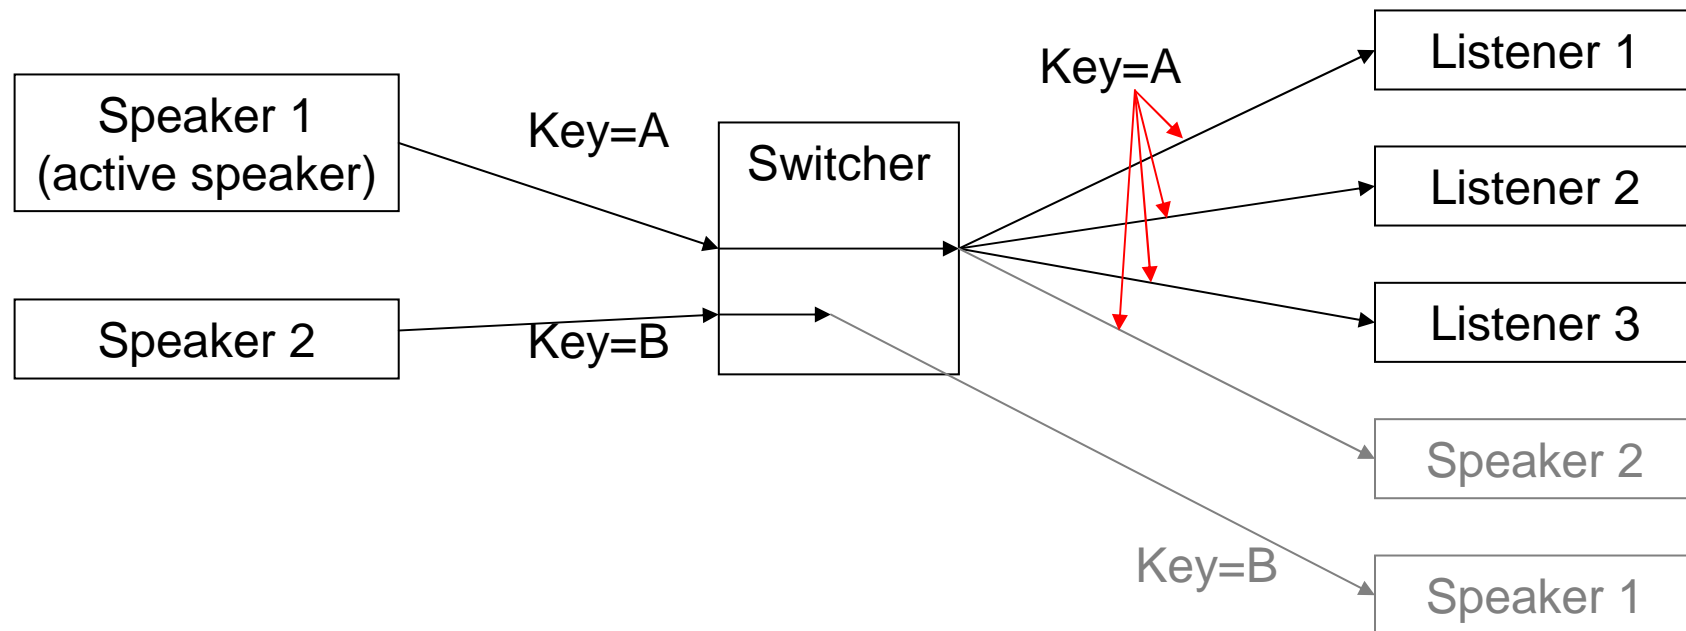 Speaker 1
(active speaker)
Speaker 2
Key=A
Key=B
Switcher
Key=A
Listener 1
Listener 2
Listener 3
Speaker 2
Key=B
Speaker 1